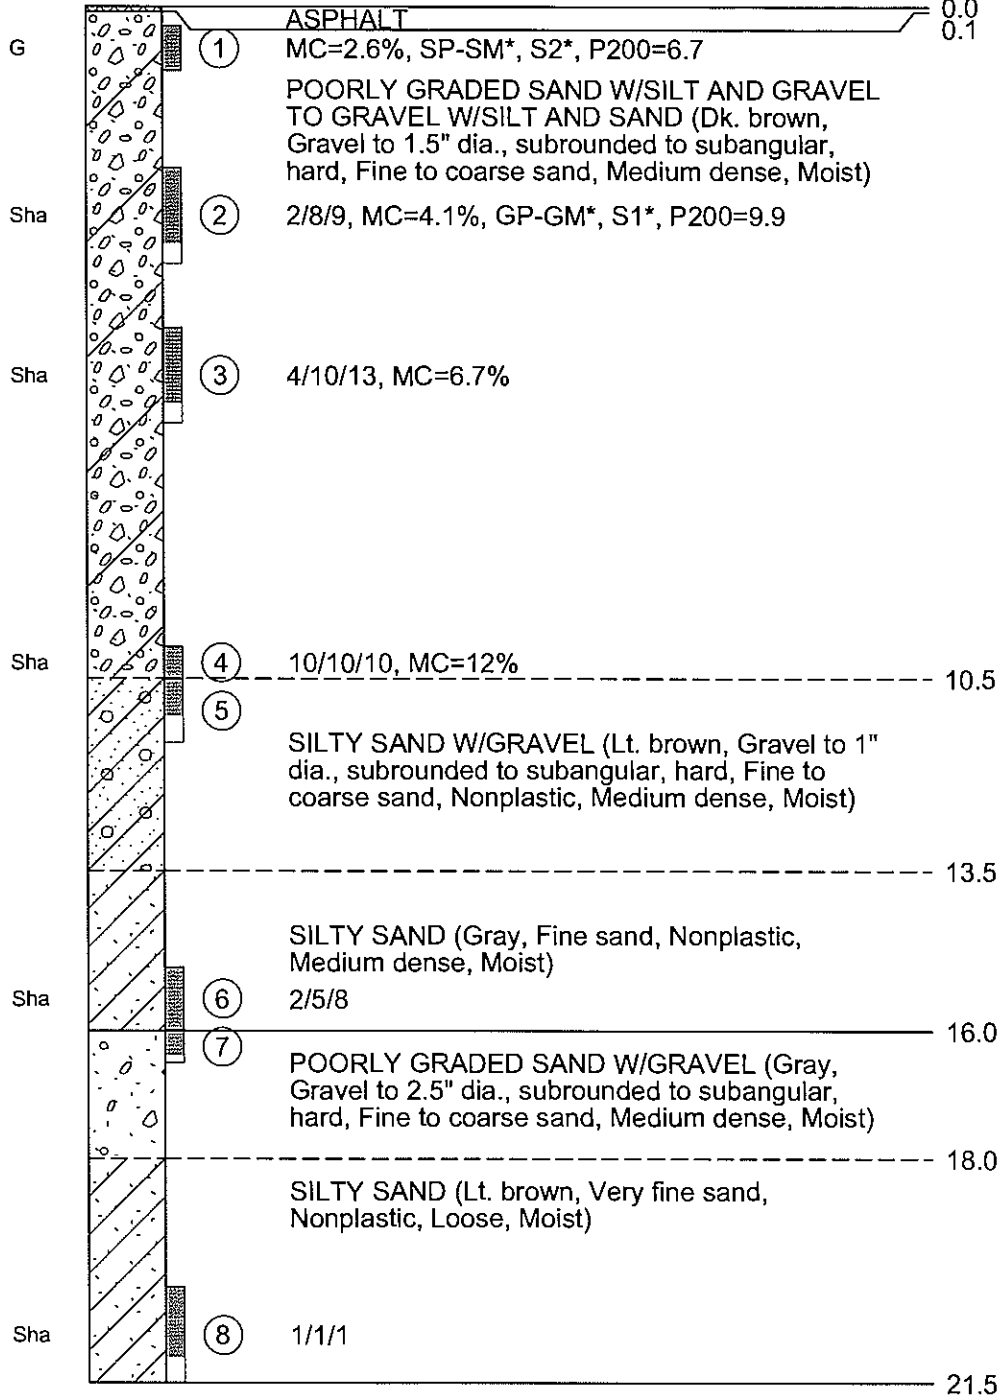 ASPHALT 0.0
0.1
G 1 MC=2.6%, SP-SM*, S2*, P200=6.7
POORLY GRADED SAND W/SILT AND GRAVEL
TO GRAVEL W/SILT AND SAND (Dk. brown,
Gravel to 1.5" dia., subrounded to subangular,
hard, Fine to coarse sand, Medium dense, Moist)
Sha 2 2/8/9, MC=4.1%, GP-GM*, S1*, P200=9.9
Sha 3 4/10/13, MC=6.7%
Sha 4 10/10/10, MC=12%
10.5
5
SILTY SAND W/GRAVEL (Lt. brown, Gravel to 1"
dia., subrounded to subangular, hard, Fine to
coarse sand, Nonplastic, Medium dense, Moist)
13.5
SILTY SAND (Gray, Fine sand, Nonplastic,
Medium dense, Moist)
Sha 6 2/5/8
16.0
7
POORLY GRADED SAND W/GRAVEL (Gray,
Gravel to 2.5" dia., subrounded to subangular,
hard, Fine to coarse sand, Medium dense, Moist)
18.0
SILTY SAND (Lt. brown, Very fine sand,
Nonplastic, Loose, Moist)
Sha 8 1/1/1
21.5